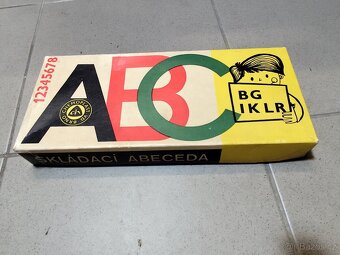 12345678
ABC
BG
IKLR
SKLÁDACÍ ABECEDA